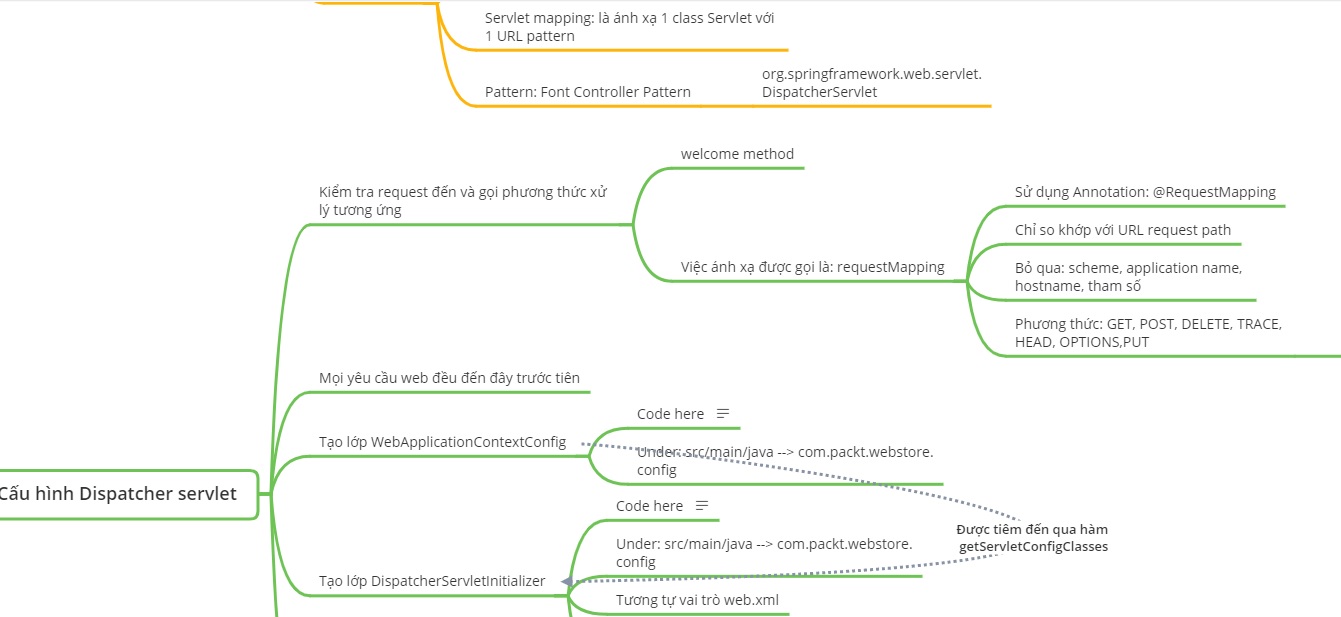 Servlet mapping: là ánh xạ 1 class Servlet với
1 URL pattern
Pattern: Font Controller Pattern
org.springframework.web.servlet.
DispatcherServlet
welcome method
Kiểm tra request đến và gọi phương thức xử
lý tương ứng
Việc ánh xạ được gọi là: requestMapping
Sử dụng Annotation: @RequestMapping
Chỉ so khớp với URL request path
Bỏ qua: scheme, application name,
hostname, tham số
Phương thức: GET, POST, DELETE, TRACE,
HEAD, OPTIONS,PUT
Mọi yêu cầu web đều đến đây trước tiên
Code here
Tạo lớp WebApplicationContextConfig
Under: src/main/java --> com.packt.webstore.
config
Cấu hình Dispatcher servlet
Code here
Được tiêm đến qua hàm
getServletConfigClasses
Under: src/main/java --> com.packt.webstore.
config
Tạo lớp DispatcherServletInitializer
Tương tự vai trò web.xml